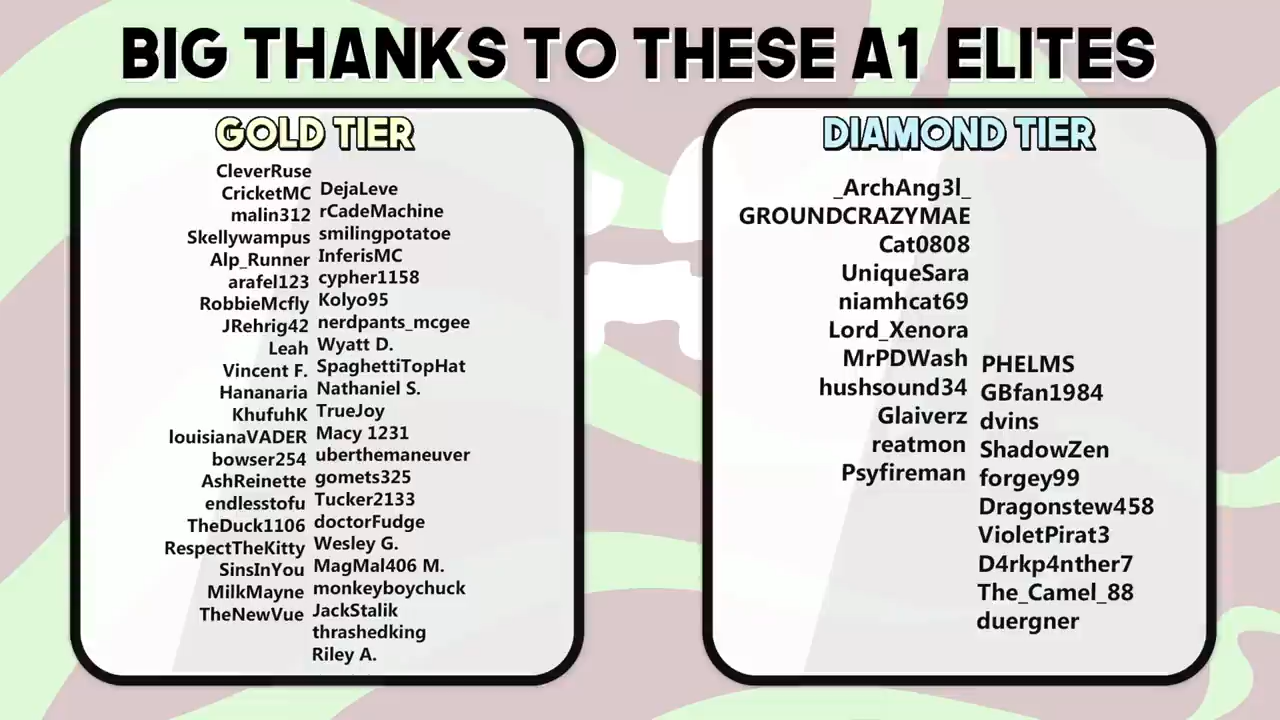 BIG THANKS TO THESE A1 ELITES
GOLD TIER
CleverRuse
CricketMC
malin312
Skellywampus
Alp_Runner
arafel123
RobbieMcfly
JRehrig42
Leah
Vincent F.
Hananaria
KhufuhK
louisianaVADER
bowser254
AshReinette
endlesstofu
TheDuck1106
RespectTheKitty
SinsInYou
MilkMayne
TheNewVue
DejaLeve
rCadeMachine
smilingpotatoe
InferisMC
cypher1158
Kolyo95
nerdpants_mcgee
Wyatt D.
SpaghettiTopHat
Nathaniel S.
TrueJoy
Macy 1231
uberthemaneuver
gomets325
Tucker2133
doctorFudge
Wesley G.
MagMal406 M.
monkeyboychuck
JackStalik
thrashedking
Riley A.
DIAMOND TIER
_ArchAng3l_
GROUNDCRAZYMAE
Cat0808
UniqueSara
niamhcat69
Lord_Xenora
MrPDWash
hushsound34
Glaiverz
reatmon
Psyfireman
PHELMS
GBfan1984
dvins
ShadowZen
forgey99
Dragonstew458
VioletPirat3
D4rkp4nther7
The_Camel_88
duergner